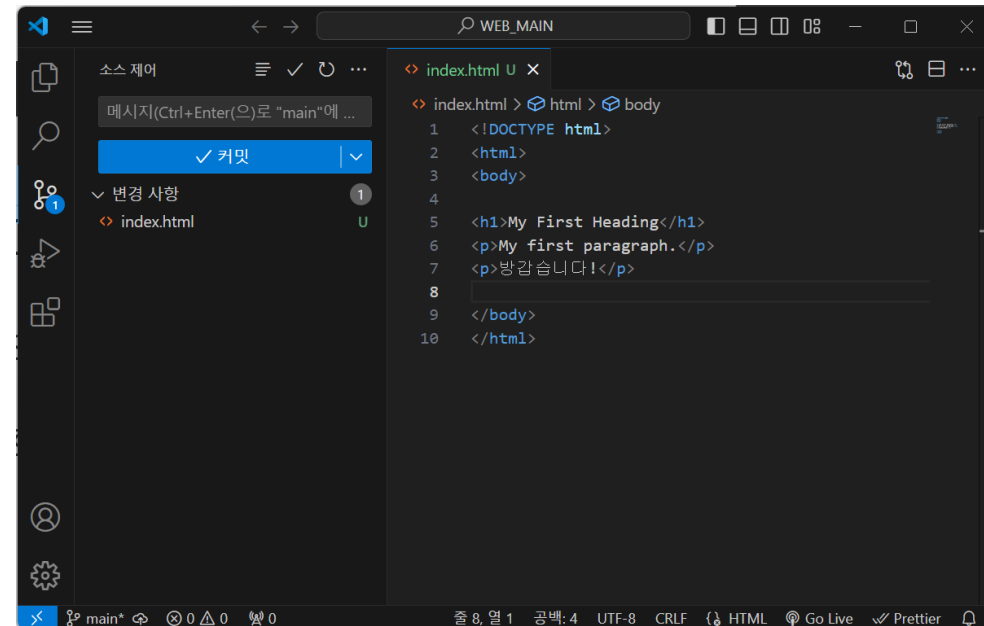 WEB_MAIN
소스 제어
메시지(Ctrl+Enter(으)로 "main"에 ...
커밋
변경 사항 1
index.html U
1
index.html U
index.html > html > body
1 <!DOCTYPE html>
2 <html>
3 <body>
4
5 <h1>My First Heading</h1>
6 <p>My first paragraph.</p>
7 <p>방갑습니다!</p>
8
9 </body>
10 </html>
main* 0 0 0 줄 8, 열 1 공백: 4 UTF-8 CRLF HTML Go Live Prettier